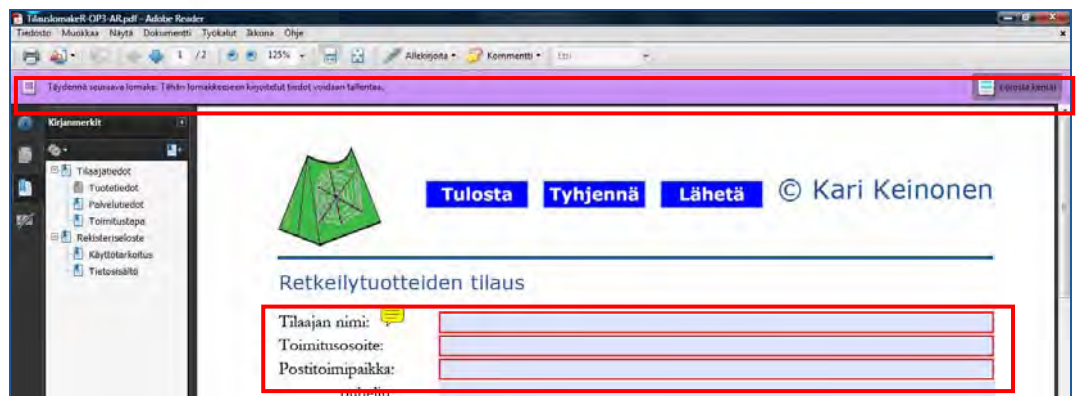 TilauslomakeR-OP3-AR.pdf - Adobe Reader
Tiedosto Muokkaa Näytä Dokumentti Työkalut Ikkuna Ohje
1 /2 125% Allekirjoita Kommentti Etsi
Täydennä seuraava lomake. Tähän lomakkeeseen kirjoitetut tiedot voidaan tallentaa.
Korosta kentät
Kirjanmerkit
Tilaajatiedot
Tuotetiedot
Palvelutiedot
Toimitustapa
Rekisteriseloste
Käyttötarkoitus
Tietosisältö
Tulosta Tyhjennä Lähetä © Kari Keinonen
Retkeilytuotteiden tilaus
Tilaajan nimi:
Toimitusosoite:
Postitoimipaikka: